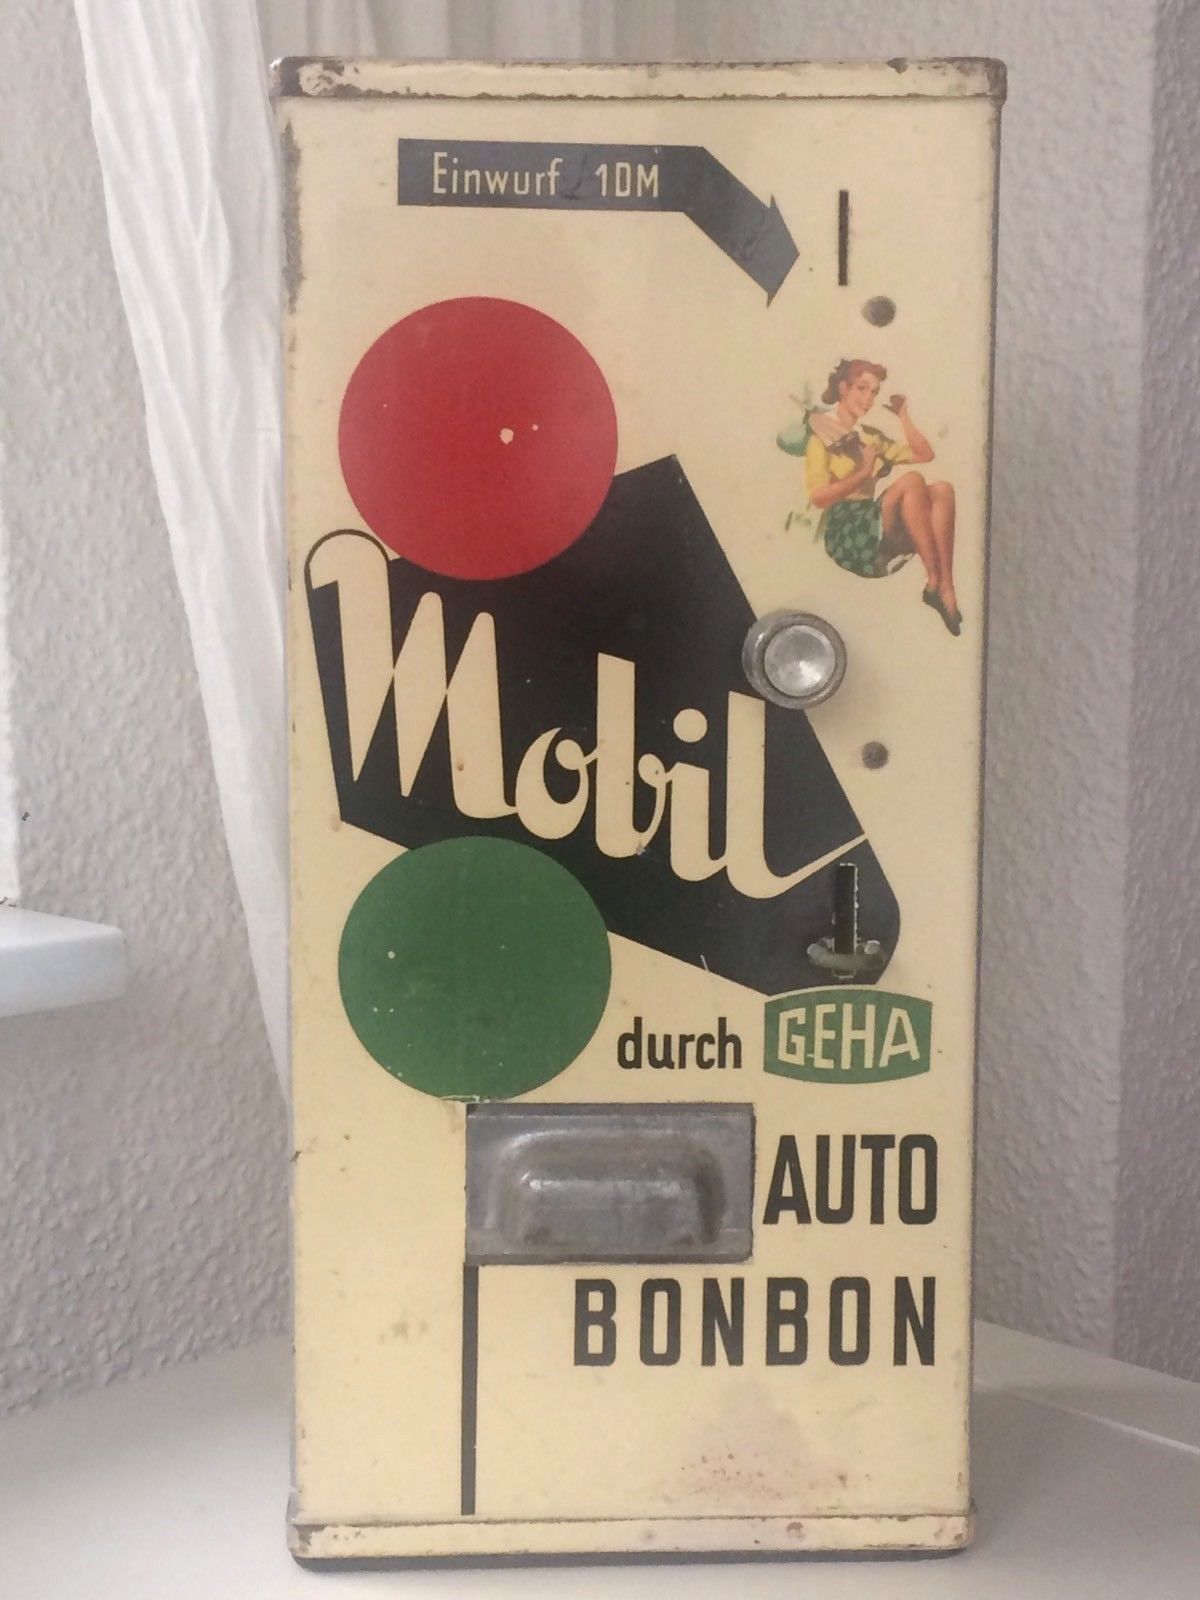 Einwurf 1DM
Mobil
durch GEHA
AUTO
BONBON